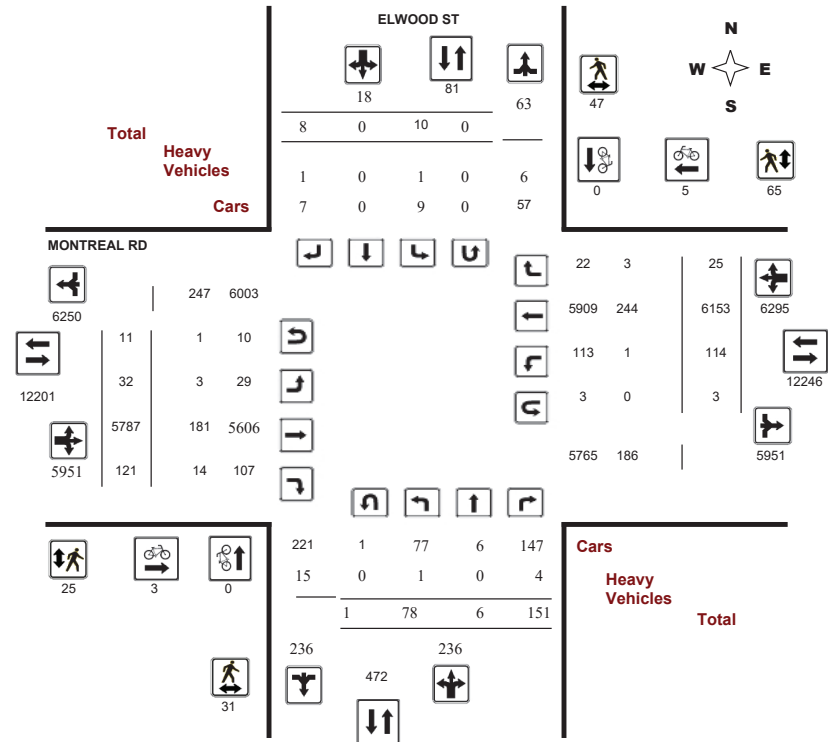 ELWOOD ST
N
W E
S
18
81
63
47
8 0 10 0
Total
Heavy
Vehicles
Cars
1 0 1 0 6
7 0 9 0 57
0 5 65
MONTREAL RD
6250
247 6003
11 1 10
12201
32 3 29
5787 181 5606
5951
121 14 107
22 3 25
5909 244 6153 6295
113 1 114
12246
3 0 3
5765 186 5951
25 3 0
31
221 1 77 6 147
15 0 1 0 4
1 78 6 151
236 236
472
Cars
Heavy
Vehicles
Total